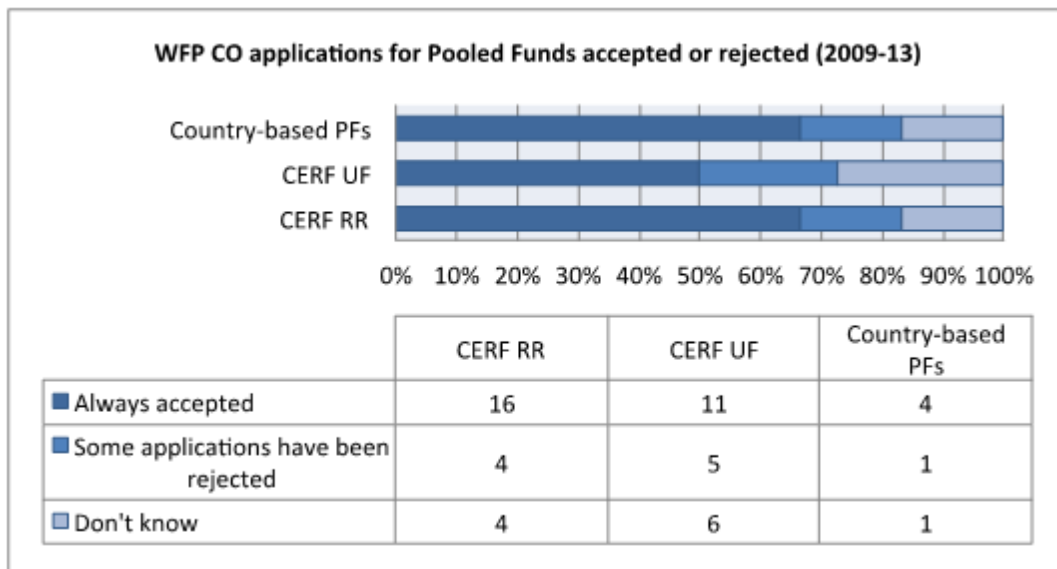 WFP CO applications for Pooled Funds accepted or rejected (2009-13)
Country-based PFs
CERF UF
CERF RR
0% 10% 20% 30% 40% 50% 60% 70% 80% 90% 100%
CERF RR CERF UF Country-based
PFs
Always accepted 16 11 4
Some applications have been
rejected 4 5 1
Don't know 4 6 1